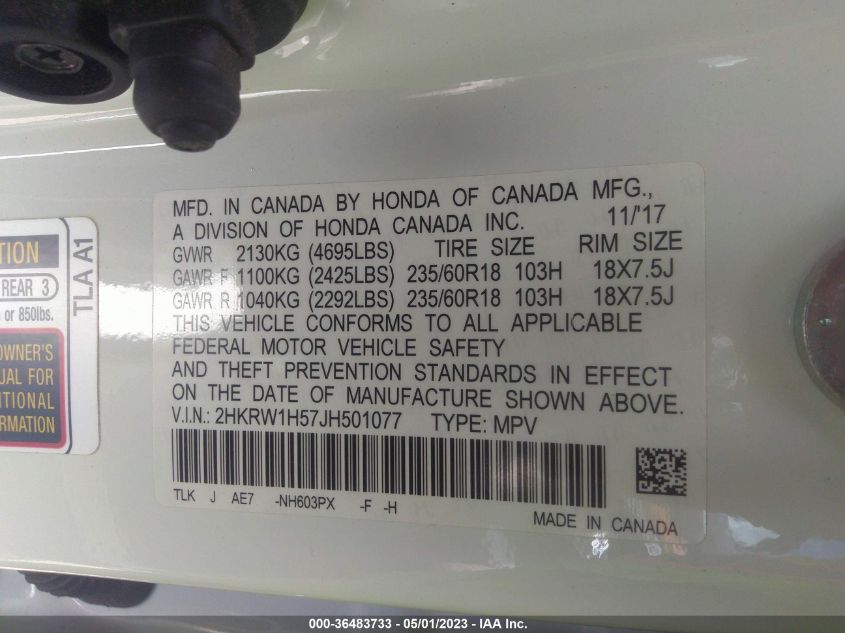 MFD. IN CANADA BY HONDA OF CANADA MFG.,
A DIVISION OF HONDA CANADA INC. 11/'17
GVWR 2130KG (4695LBS) TIRE SIZE RIM SIZE
GAWR F 1100KG (2425LBS) 235/60R18 103H 18X7.5J
GAWR R 1040KG (2292LBS) 235/60R18 103H 18X7.5J
THIS VEHICLE CONFORMS TO ALL APPLICABLE
FEDERAL MOTOR VEHICLE SAFETY
AND THEFT PREVENTION STANDARDS IN EFFECT
ON THE DATE OF MANUFACTURE SHOWN ABOVE.
V.I.N.: 2HKRW1H57JH501077 TYPE: MPV
TLK J AE7 -NH603PX -F -H
MADE IN CANADA
TLA A1
REAR 3
or 850lbs.
OWNER'S
FOR
000-36483733 - 05/01/2023 - IAA Inc.